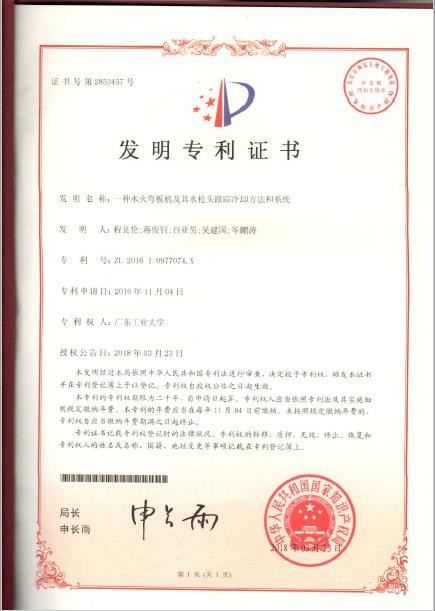 证书号第2853457号
发明专利证书
发 明 名 称：一种水火弯板机及其水枪头跟踪冷却方法和系统
发 明 人：程良伦;蒋俊钊;白亚男;吴建国;岑鹏涛
专 利 号：ZL 2016 1 0977074.X
专利申请日：2016年11月04日
专 利 权 人：广东工业大学
授权公告日：2018年03月23日
本发明经过本局依照中华人民共和国专利法进行审查，决定授予专利权，颁发本证书
并在专利登记簿上予以登记。专利权自授权公告之日起生效。
本专利的专利权期限为二十年，自申请日起算。专利权人应当依照专利法及其实施细
则规定缴纳年费。本专利的年费应当在每年11月04日前缴纳。未按照规定缴纳年费的，
专利权自应当缴纳年费期满之日起终止。
专利证书记载专利权登记时的法律状况。专利权的转移、质押、无效、终止、恢复和
专利权人的姓名或名称、国籍、地址变更等事项记载在专利登记簿上。
局长
申长雨
申长雨
中华人民共和国国家知识产权局
2018年03月23日
第 1 页 (共 1 页)